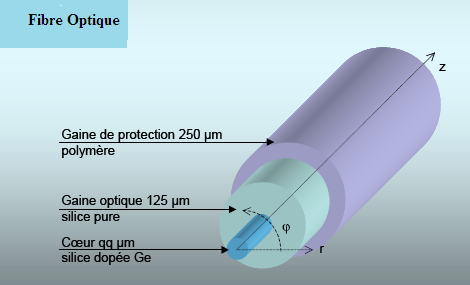 Fibre Optique
z
Gaine de protection 250 µm
polymère
Gaine optique 125 µm
silice pure
φ
Cœur qq µm
silice dopée Ge
r